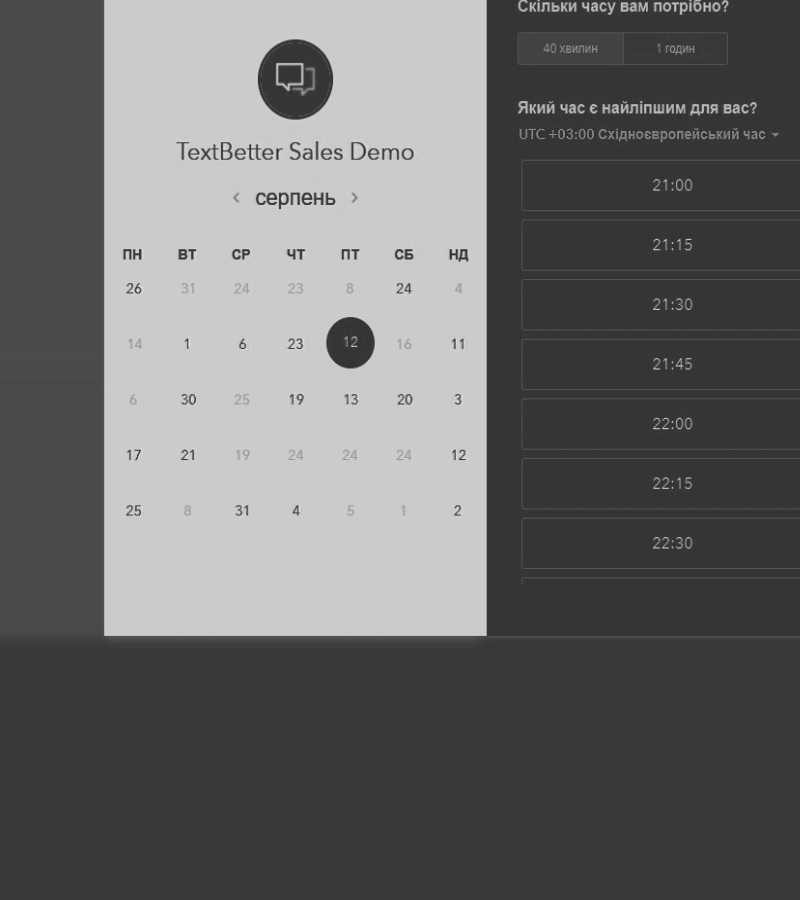 TextBetter Sales Demo
серпень
ПН ВТ СР ЧТ ПТ СБ НД
26 31 24 23 8 24 4
14 1 6 23 12 16 11
6 30 25 19 13 20 3
17 21 19 24 24 24 12
25 8 31 4 5 1 2
Скільки часу вам потрібно?
40 хвилин 1 годин
Який час є найліпшим для вас?
UTC +03:00 Східноєвропейський час
21:00
21:15
21:30
21:45
22:00
22:15
22:30